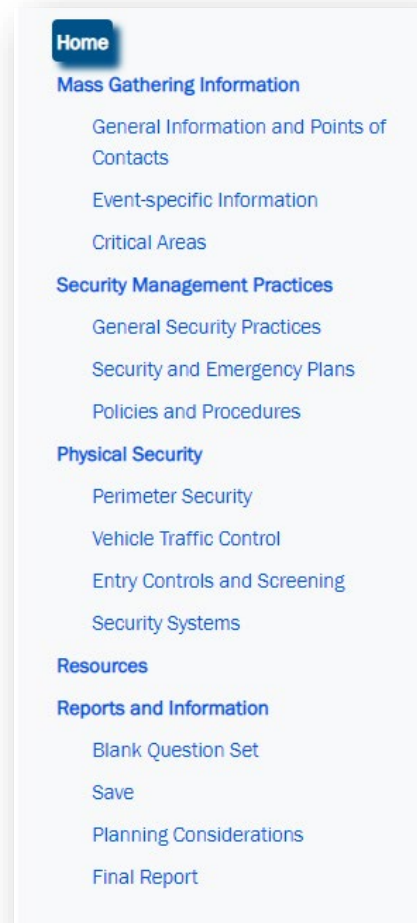 Home
Mass Gathering Information
General Information and Points of
Contacts
Event-specific Information
Critical Areas
Security Management Practices
General Security Practices
Security and Emergency Plans
Policies and Procedures
Physical Security
Perimeter Security
Vehicle Traffic Control
Entry Controls and Screening
Security Systems
Resources
Reports and Information
Blank Question Set
Save
Planning Considerations
Final Report